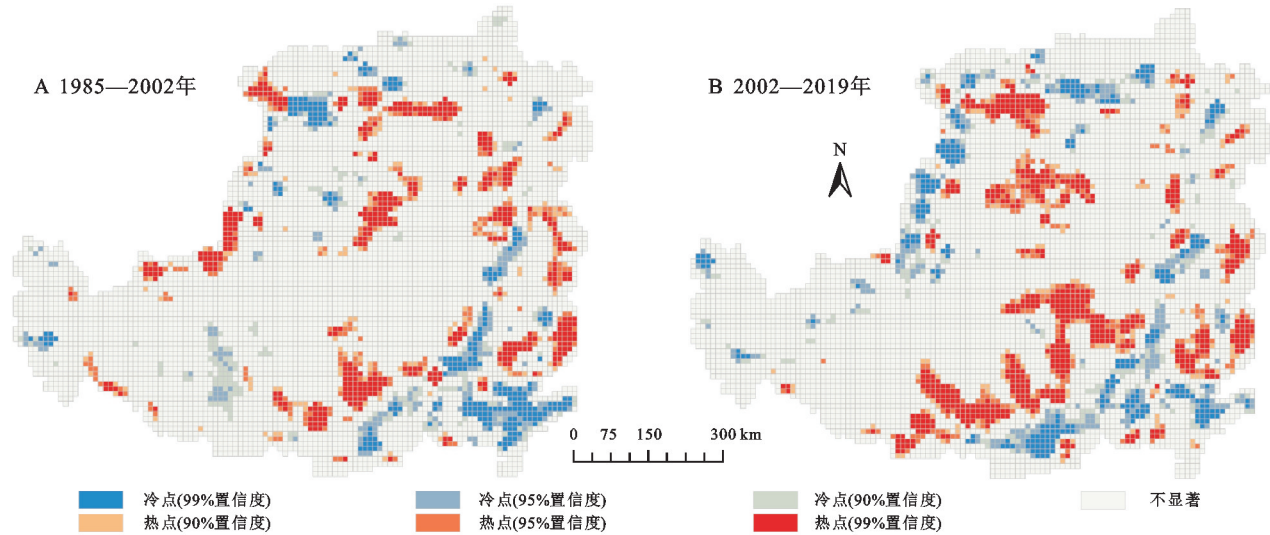 A 1985—2002年
B 2002—2019年
N
0 75 150 300 km
冷点(99%置信度) 冷点(95%置信度) 冷点(90%置信度) 不显著
热点(90%置信度) 热点(95%置信度) 热点(99%置信度)